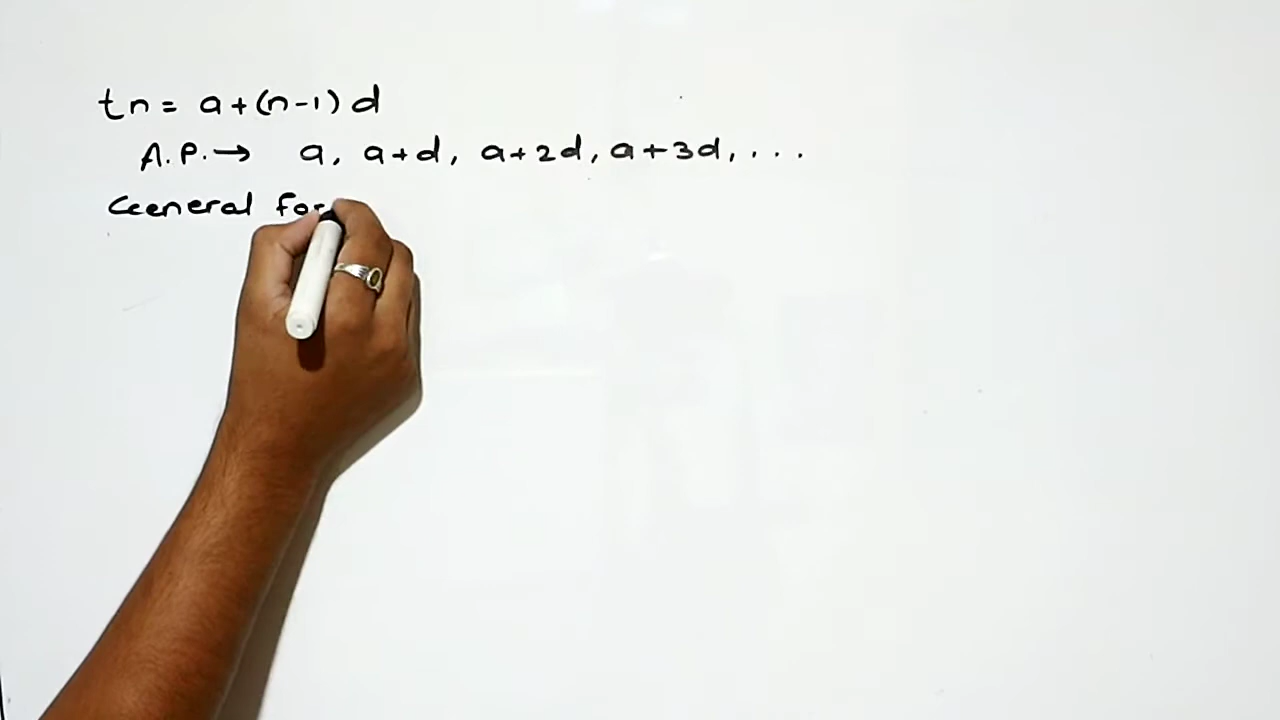 tn = a+(n-1) d
A.P. → a, a+d, a+2d, a+3d, ...
General for